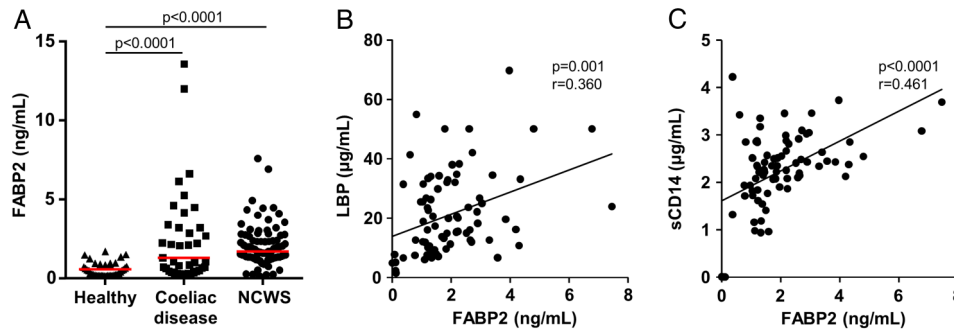 A
p<0.0001
p<0.0001
FABP2 (ng/mL)
15
10
5
0
Healthy
Coeliac
disease
NCWS
B
p=0.001
r=0.360
LBP (µg/mL)
80
60
40
20
0
0 2 4 6 8
FABP2 (ng/mL)
C
p<0.0001
r=0.461
sCD14 (µg/mL)
5
4
3
2
1
0
0 2 4 6 8
FABP2 (ng/mL)